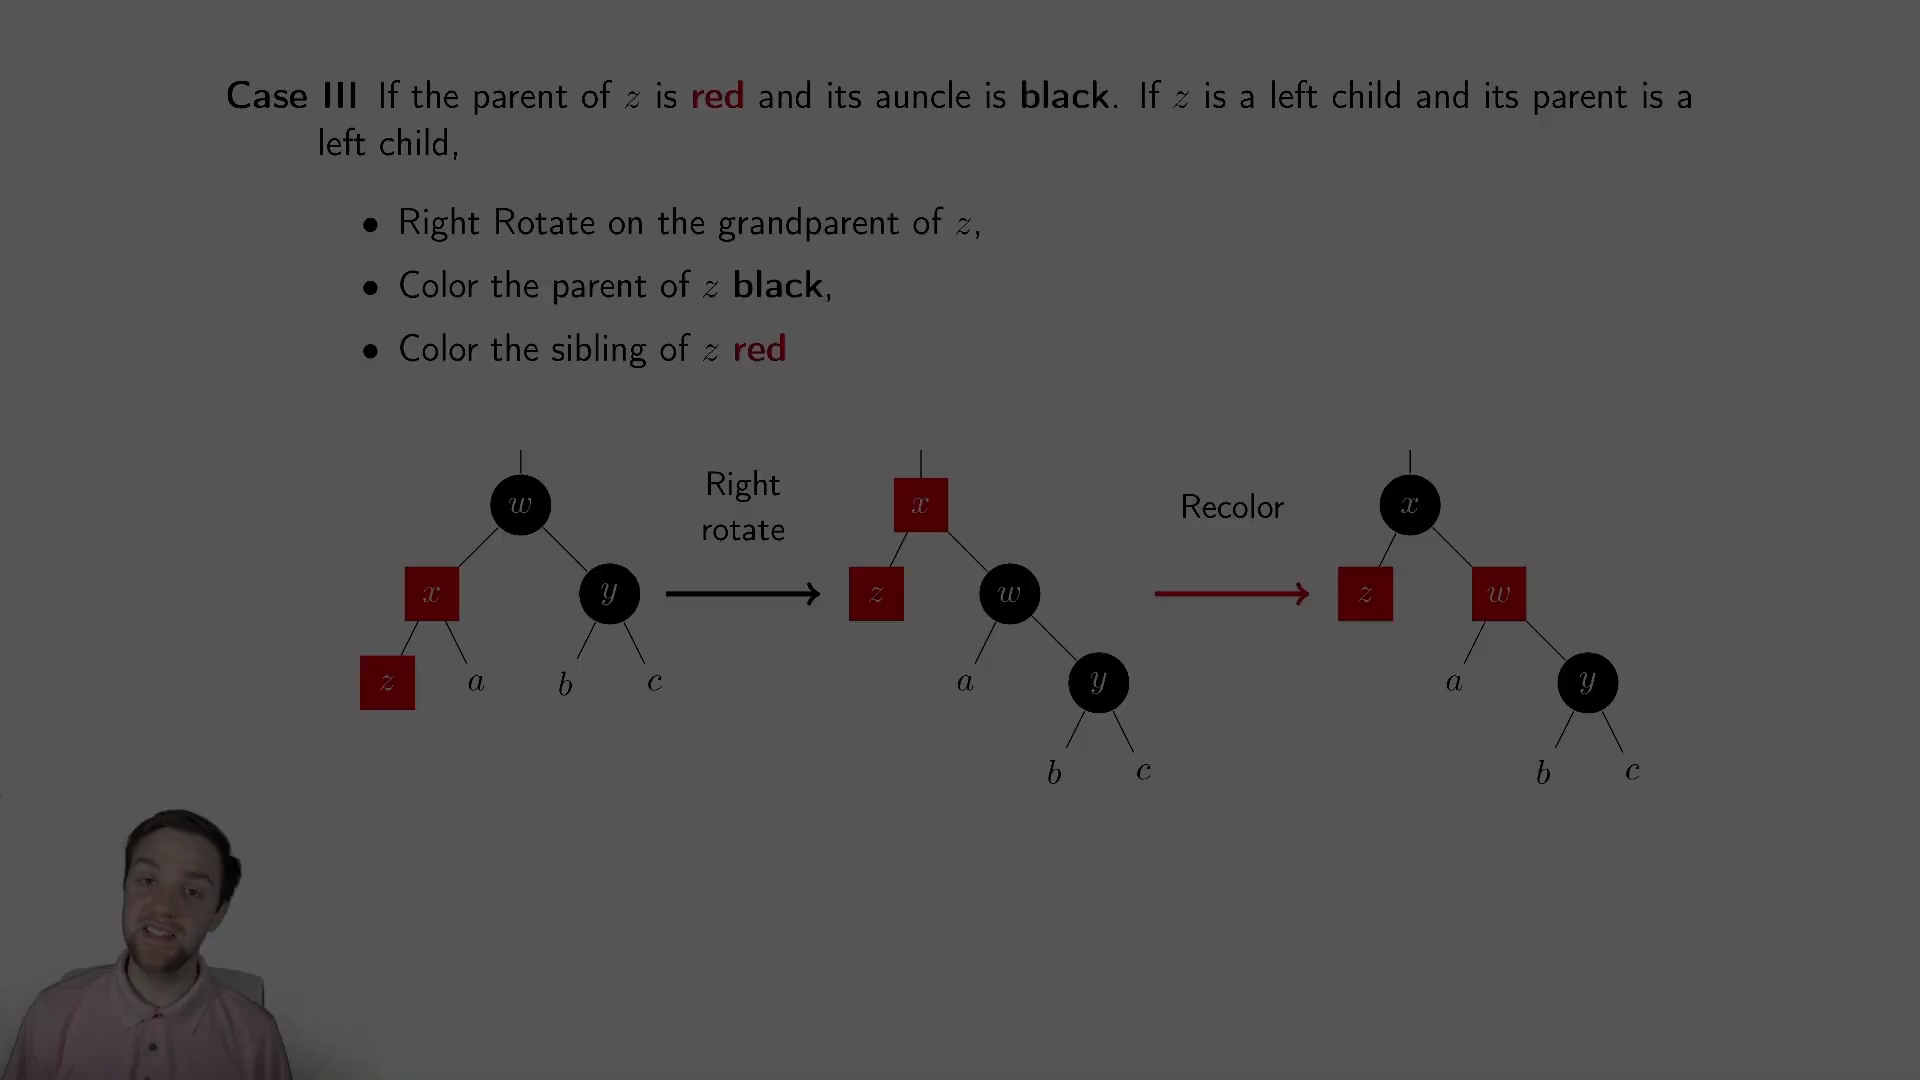 Case III If the parent of z is red and its auncle is black. If z is a left child and its parent is a
left child,
• Right Rotate on the grandparent of z,
• Color the parent of z black,
• Color the sibling of z red
Right
rotate
Recolor
w
x
x
x
y
z
w
z
w
z
a
b
c
a
y
a
y
b
c
b
c